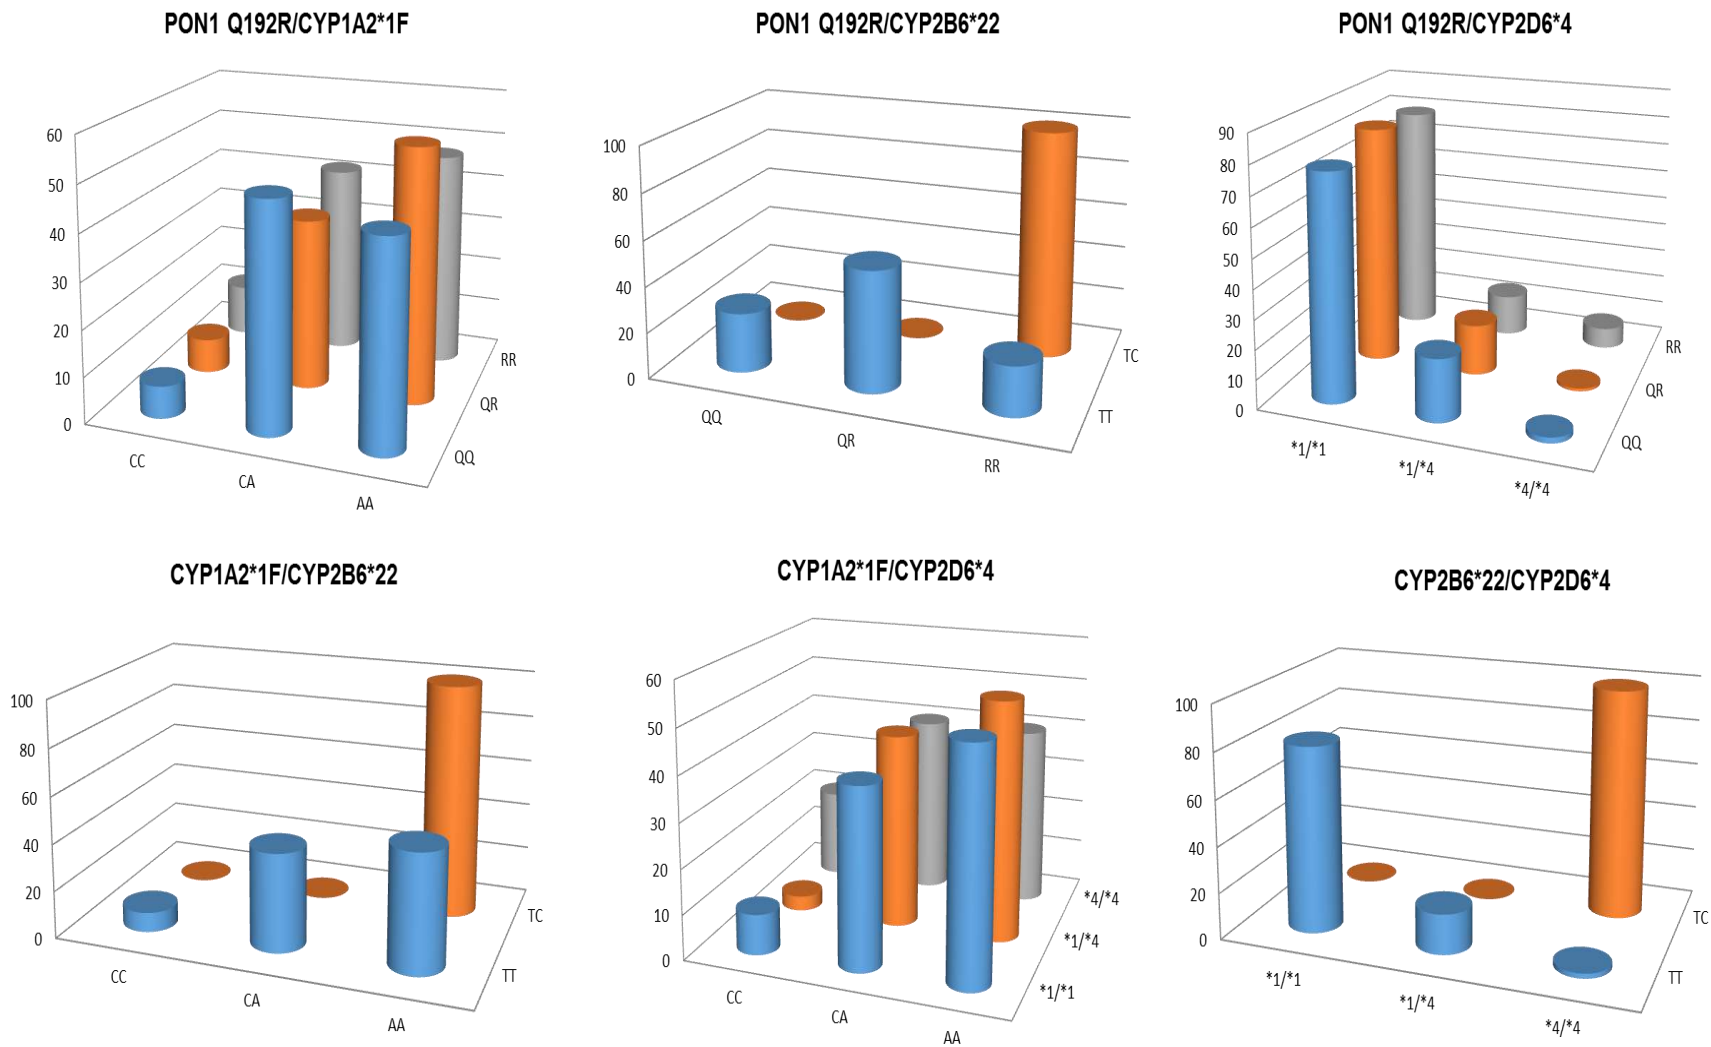 PON1 Q192R/CYP1A2*1F
60
50
40
30
20
10
0
CC
CA
AA
QQ
QR
RR
PON1 Q192R/CYP2B6*22
100
80
60
40
20
0
QQ
QR
RR
TT
TC
PON1 Q192R/CYP2D6*4
90
80
70
60
50
40
30
20
10
0
*1/*1
*1/*4
*4/*4
QQ
QR
RR
CYP1A2*1F/CYP2B6*22
100
80
60
40
20
0
CC
CA
AA
TT
TC
CYP1A2*1F/CYP2D6*4
60
50
40
30
20
10
0
CC
CA
AA
*1/*1
*1/*4
*4/*4
CYP2B6*22/CYP2D6*4
100
80
60
40
20
0
*1/*1
*1/*4
*4/*4
TT
TC